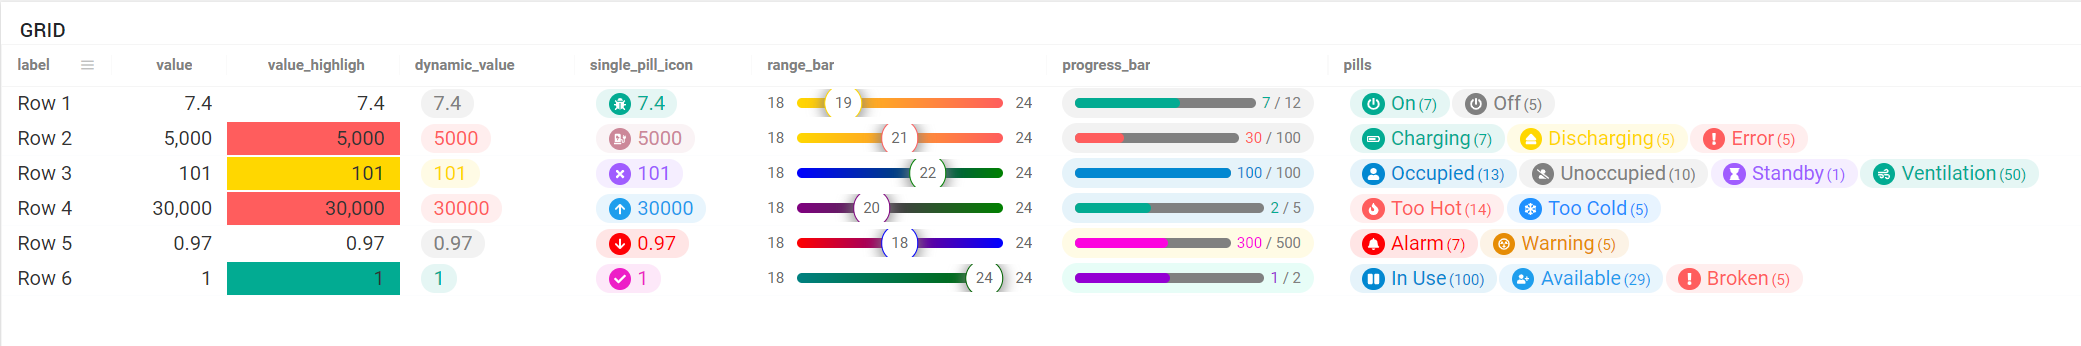 GRID
label value value_highligh dynamic_value single_pill_icon range_bar progress_bar pills
Row 1 7.4 7.4 7.4 7.4 18 19 24 7 / 12 On (7) Off (5)
Row 2 5,000 5,000 5000 5000 18 21 24 30 / 100 Charging (7) Discharging (5) Error (5)
Row 3 101 101 101 101 18 22 24 100 / 100 Occupied (13) Unoccupied (10) Standby (1) Ventilation (50)
Row 4 30,000 30,000 30000 30000 18 20 24 2 / 5 Too Hot (14) Too Cold (5)
Row 5 0.97 0.97 0.97 0.97 18 18 24 300 / 500 Alarm (7) Warning (5)
Row 6 1 1 1 1 18 24 24 1 / 2 In Use (100) Available (29) Broken (5)